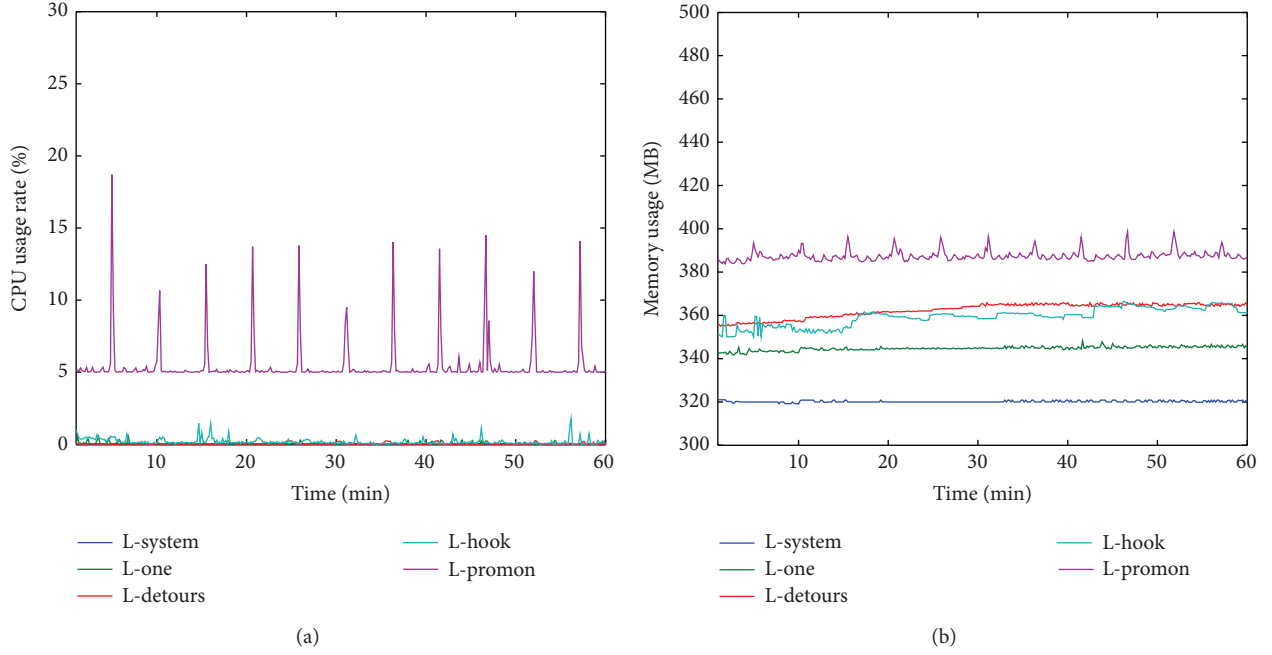 30
25
20
15
10
5
0
CPU usage rate (%)
10 20 30 40 50 60
Time (min)
L-system
L-one
L-detours
L-hook
L-promon
(a)
500
480
460
440
420
400
380
360
340
320
300
Memory usage (MB)
10 20 30 40 50 60
Time (min)
L-system
L-one
L-detours
L-hook
L-promon
(b)